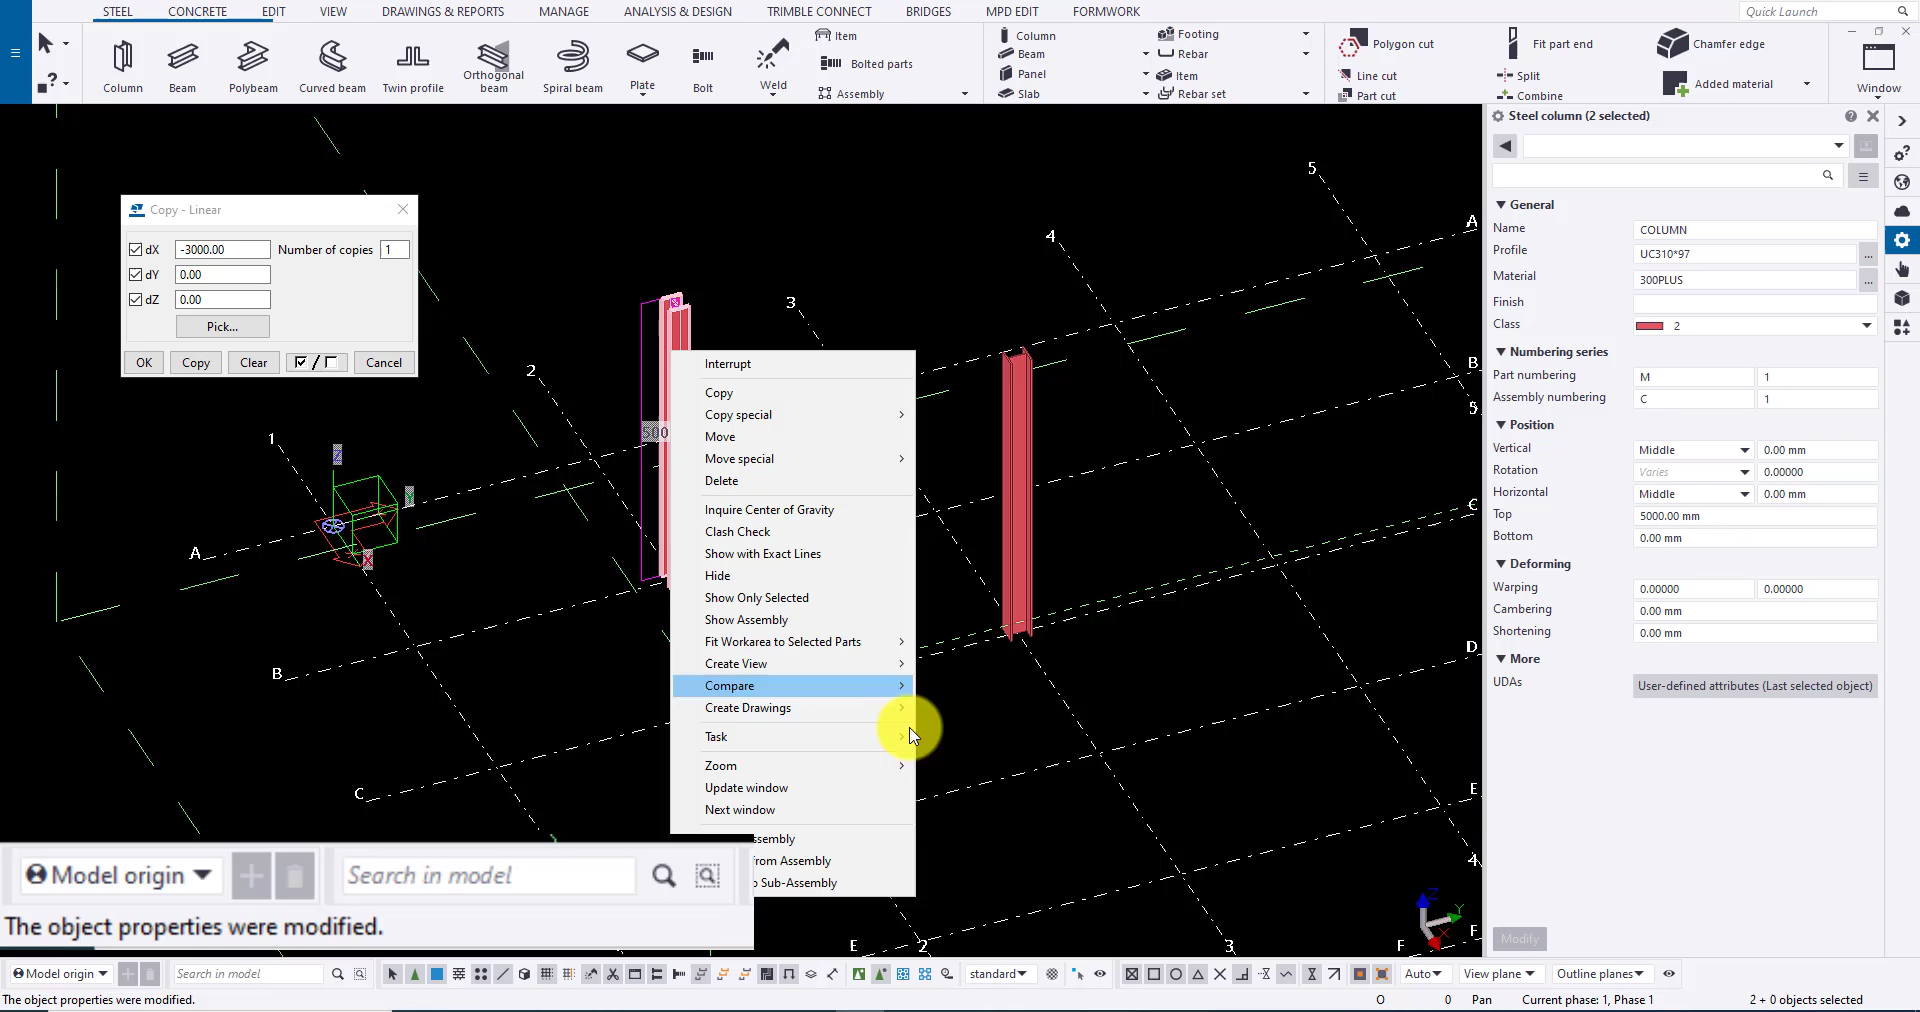 STEEL CONCRETE EDIT VIEW DRAWINGS & REPORTS MANAGE ANALYSIS & DESIGN TRIMBLE CONNECT BRIDGES MPD EDIT FORMWORK Quick Launch
Column
Beam
Polybeam
Curved beam
Twin profile
Orthogonal
beam
Spiral beam
Plate
Bolt
Weld
Item
Bolted parts
Assembly
Column
Beam
Panel
Slab
Footing
Rebar
Item
Rebar set
Polygon cut
Line cut
Part cut
Fit part end
Split
Combine
Chamfer edge
Added material
Window
Copy - Linear
dX -3000.00 Number of copies 1
dY 0.00
dZ 0.00
Pick...
OK Copy Clear / Cancel
1
2
3
4
5
A
B
C
A
B
5
C
D
E
4
F
E
2
3
F
Z
Y
X
500
Z
Y
X
Interrupt
Copy
Copy special
Move
Move special
Delete
Inquire Center of Gravity
Clash Check
Show with Exact Lines
Hide
Show Only Selected
Show Assembly
Fit Workarea to Selected Parts
Create View
Compare
Create Drawings
Task
Zoom
Update window
Next window
ssembly
from Assembly
o Sub-Assembly
Steel column (2 selected)
General
Name COLUMN
Profile UC310*97 ...
Material 300PLUS ...
Finish
Class 2
Numbering series
Part numbering M 1
Assembly numbering C 1
Position
Vertical Middle 0.00 mm
Rotation Varies 0.00000
Horizontal Middle 0.00 mm
Top 5000.00 mm
Bottom 0.00 mm
Deforming
Warping 0.00000 0.00000
Cambering 0.00 mm
Shortening 0.00 mm
More
UDAs User-defined attributes (Last selected object)
Modify
Model origin Search in model
The object properties were modified.
Model origin Search in model standard Auto View plane Outline planes
The object properties were modified. O 0 Pan Current phase: 1, Phase 1 2 + 0 objects selected